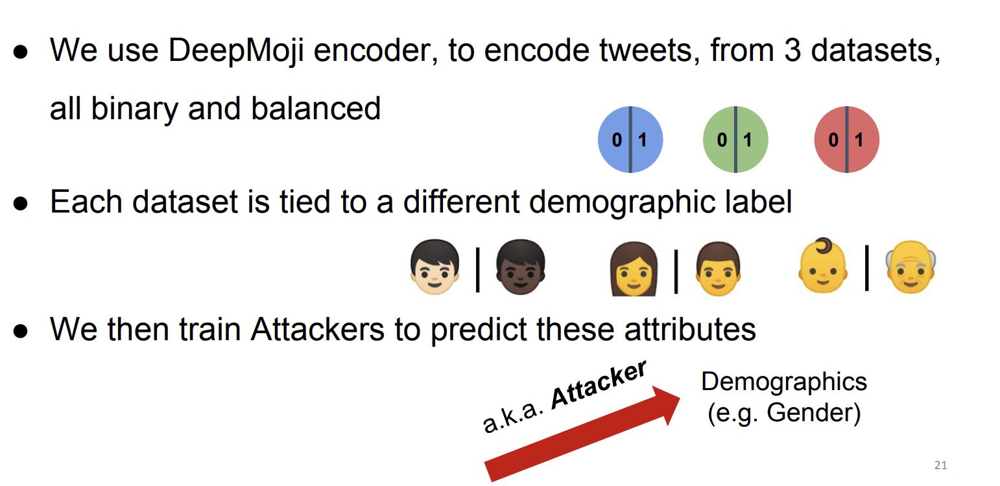 ● We use DeepMoji encoder, to encode tweets, from 3 datasets,
all binary and balanced
0 1 0 1 0 1
● Each dataset is tied to a different demographic label
● We then train Attackers to predict these attributes
a.k.a. Attacker
Demographics
(e.g. Gender)
21